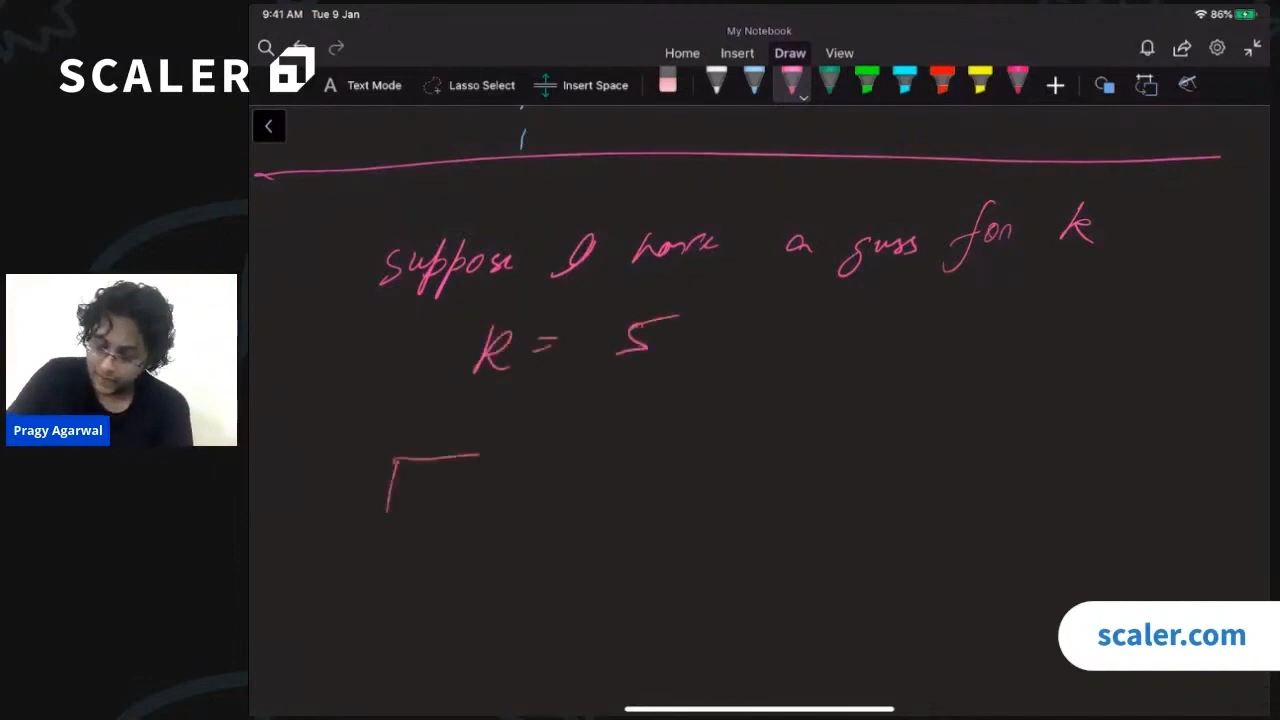 9:41 AM Tue 9 Jan
86%
My Notebook
Home Insert Draw View
SCALER
A Text Mode Lasso Select Insert Space
suppose I have a guess for k
k = 5
Pragy Agarwal
scaler.com